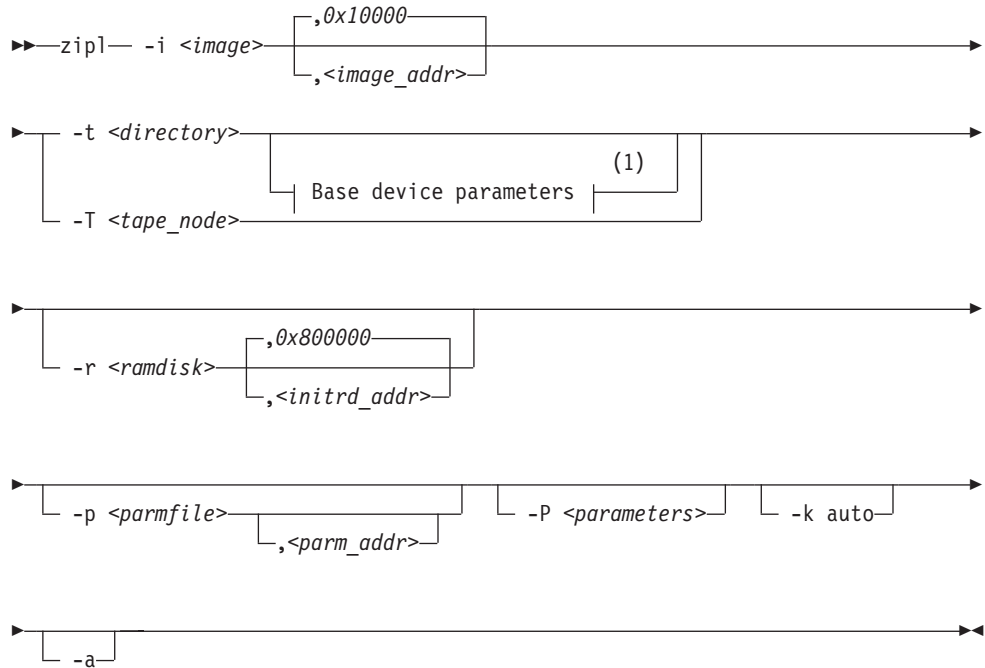 ,0x10000
zipl -i <image>
,<image_addr>
-t <directory>
(1)
Base device parameters
-T <tape_node>
,0x800000
-r <ramdisk>
,<initrd_addr>
-p <parmfile> -P <parameters> -k auto
,<parm_addr>
-a